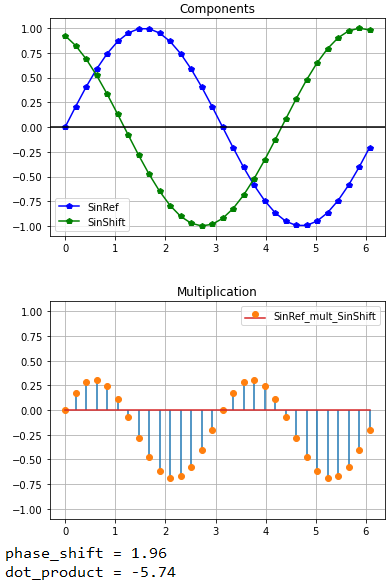 Components
1.00
0.75
0.50
0.25
0.00
−0.25
−0.50
−0.75
−1.00
SinRef
SinShift
0 1 2 3 4 5 6
Multiplication
1.00
0.75
0.50
0.25
0.00
−0.25
−0.50
−0.75
−1.00
SinRef_mult_SinShift
0 1 2 3 4 5 6
phase_shift = 1.96
dot_product = -5.74